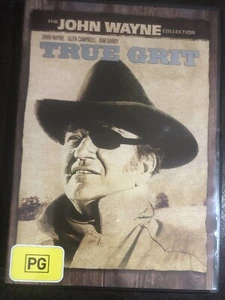 THE JOHN WAYNE COLLECTION
JOHN WAYNE GLEN CAMPBELL KIM DARBY
TRUE GRIT
PG